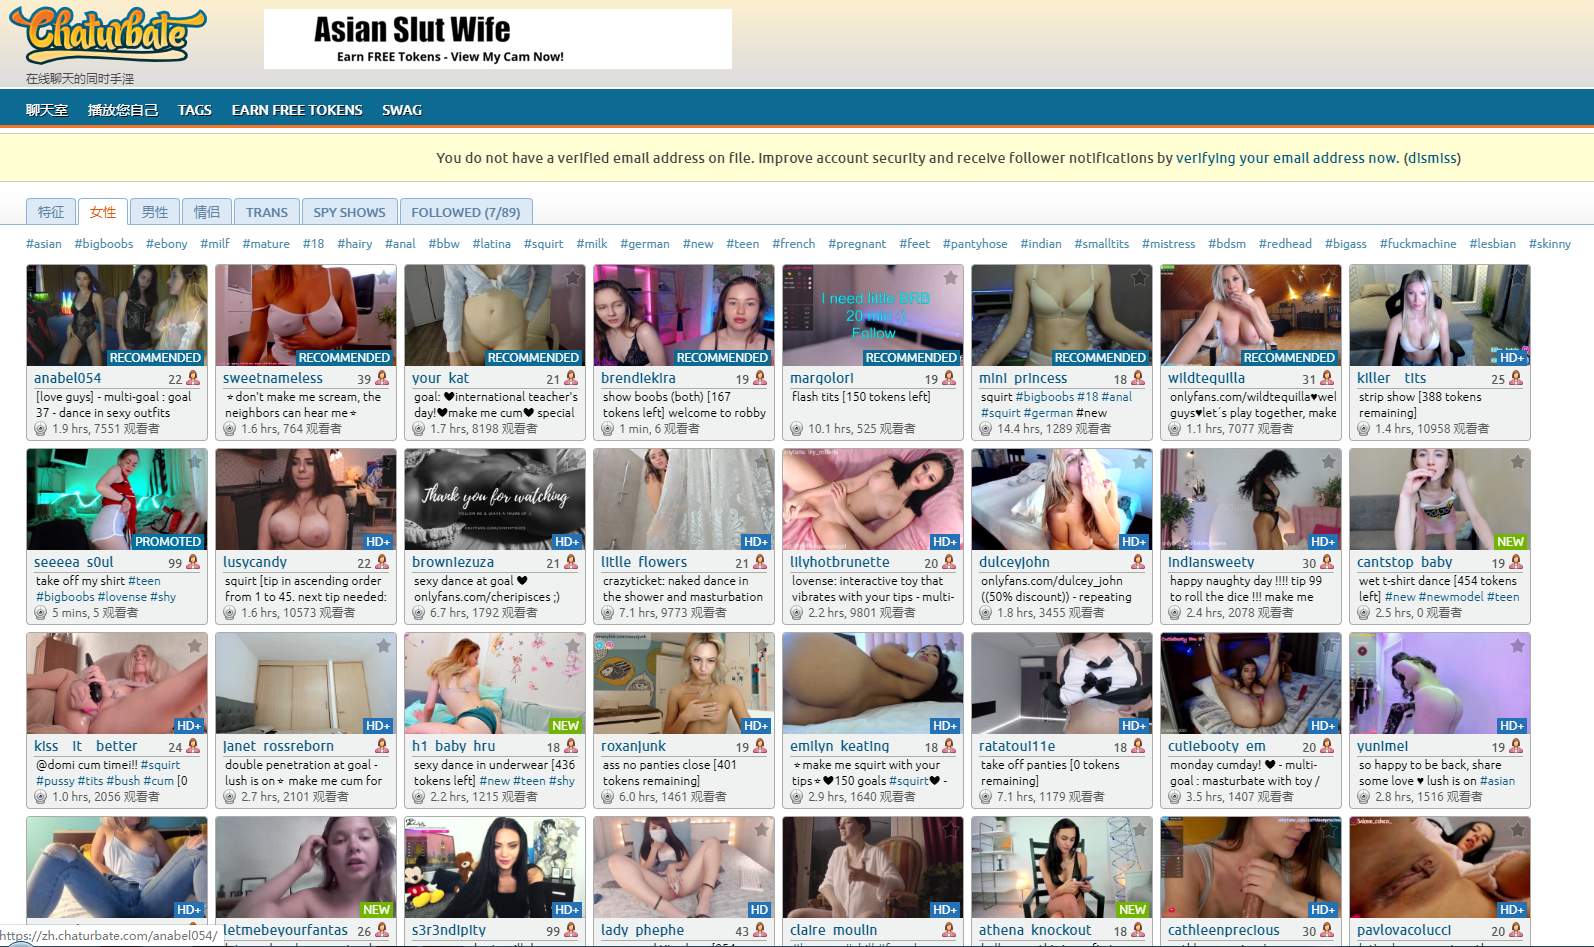 Chaturbate
在线聊天的同时手淫
Asian Slut Wife
Earn FREE Tokens - View My Cam Now!
聊天室 播放您自己 TAGS EARN FREE TOKENS SWAG
You do not have a verified email address on file. Improve account security and receive follower notifications by verifying your email address now. (dismiss)
特征 女性 男性 情侣 TRANS SPY SHOWS FOLLOWED (7/89)
#asian #bigboobs #ebony #milf #mature #18 #hairy #anal #bbw #latina #squirt #milk #german #new #teen #french #pregnant #feet #pantyhose #indian #smalltits #mistress #bdsm #redhead #bigass #fuckmachine #lesbian #skinny
I need little BRB
20 min :)
Follow
RECOMMENDED RECOMMENDED RECOMMENDED RECOMMENDED RECOMMENDED RECOMMENDED RECOMMENDED HD+
anabel054 22 sweetnameless 39 your_kat 21 brendiekira 19 margolori 19 mini_princess 18 wildtequilla 31 killer__tits 25
[love guys] - multi-goal : goal ⭐don't make me scream, the goal: ♥international teacher's show boobs (both) [167 flash tits [150 tokens left] squirt #bigboobs #18 #anal onlyfans.com/wildtequilla♥wel strip show [388 tokens
37 - dance in sexy outfits neighbors can hear me⭐ day!♥make me cum♥ special tokens left] welcome to robby #squirt #german #new guys♥let´s play together, make remaining]
1.9 hrs, 7551 观看者 1.6 hrs, 764 观看者 1.7 hrs, 8198 观看者 1 min, 6 观看者 10.1 hrs, 525 观看者 14.4 hrs, 1289 观看者 1.1 hrs, 7077 观看者 1.4 hrs, 10958 观看者
Thank you for watching
PROMOTED HD+ HD+ HD+ HD+ HD+ HD+ NEW
seeeea_s0ul 99 lusycandy 22 browniezuza 21 litlle_flowers 21 lilyhotbrunette 20 dulceyjohn indiansweety 30 cantstop_baby 19
take off my shirt #teen squirt [tip in ascending order sexy dance at goal ♥ crazyticket: naked dance in lovense: interactive toy that onlyfans.com/dulcey_john happy naughty day !!!! tip 99 wet t-shirt dance [454 tokens
#bigboobs #lovense #shy from 1 to 45. next tip needed: onlyfans.com/cheripisces ;) the shower and masturbation vibrates with your tips - multi- ((50% discount)) - repeating to roll the dice !!! make me left] #new #newmodel #teen
5 mins, 5 观看者 1.6 hrs, 10573 观看者 6.7 hrs, 1792 观看者 7.1 hrs, 9773 观看者 2.2 hrs, 9801 观看者 1.8 hrs, 3455 观看者 2.4 hrs, 2078 观看者 2.5 hrs, 0 观看者
HD+ HD+ NEW HD+ HD+ HD+ HD+ HD+
kiss__it__better 24 janet_rossreborn h1_baby_hru 18 roxanjunk 19 emilyn_keating 18 ratatoui11e 18 cutiebooty_em 20 yunimei 19
@domi cum timei!! #squirt double penetration at goal - sexy dance in underwear [436 ass no panties close [401 ⭐make me squirt with your take off panties [0 tokens monday cumday! ♥ - multi- so happy to be back, share
#pussy #tits #bush #cum [0 lush is on⭐ make me cum for tokens left] #new #teen #shy tokens remaining] tips⭐♥150 goals #squirt♥ - remaining] goal : masturbate with toy / some love ♥ lush is on #asian
1.0 hrs, 2056 观看者 2.7 hrs, 2101 观看者 2.2 hrs, 1215 观看者 6.0 hrs, 1461 观看者 2.9 hrs, 1640 观看者 7.1 hrs, 1179 观看者 3.5 hrs, 1407 观看者 2.8 hrs, 1516 观看者
HD+ NEW HD+ HD HD+ NEW HD+ HD+
letmebeyourfantas 26 s3r3ndipity 99 lady_phephe 43 claire_moulin athena_knockout 18 cathleenprecious 30 pavlovacolucci 20
https://zh.chaturbate.com/anabel054/